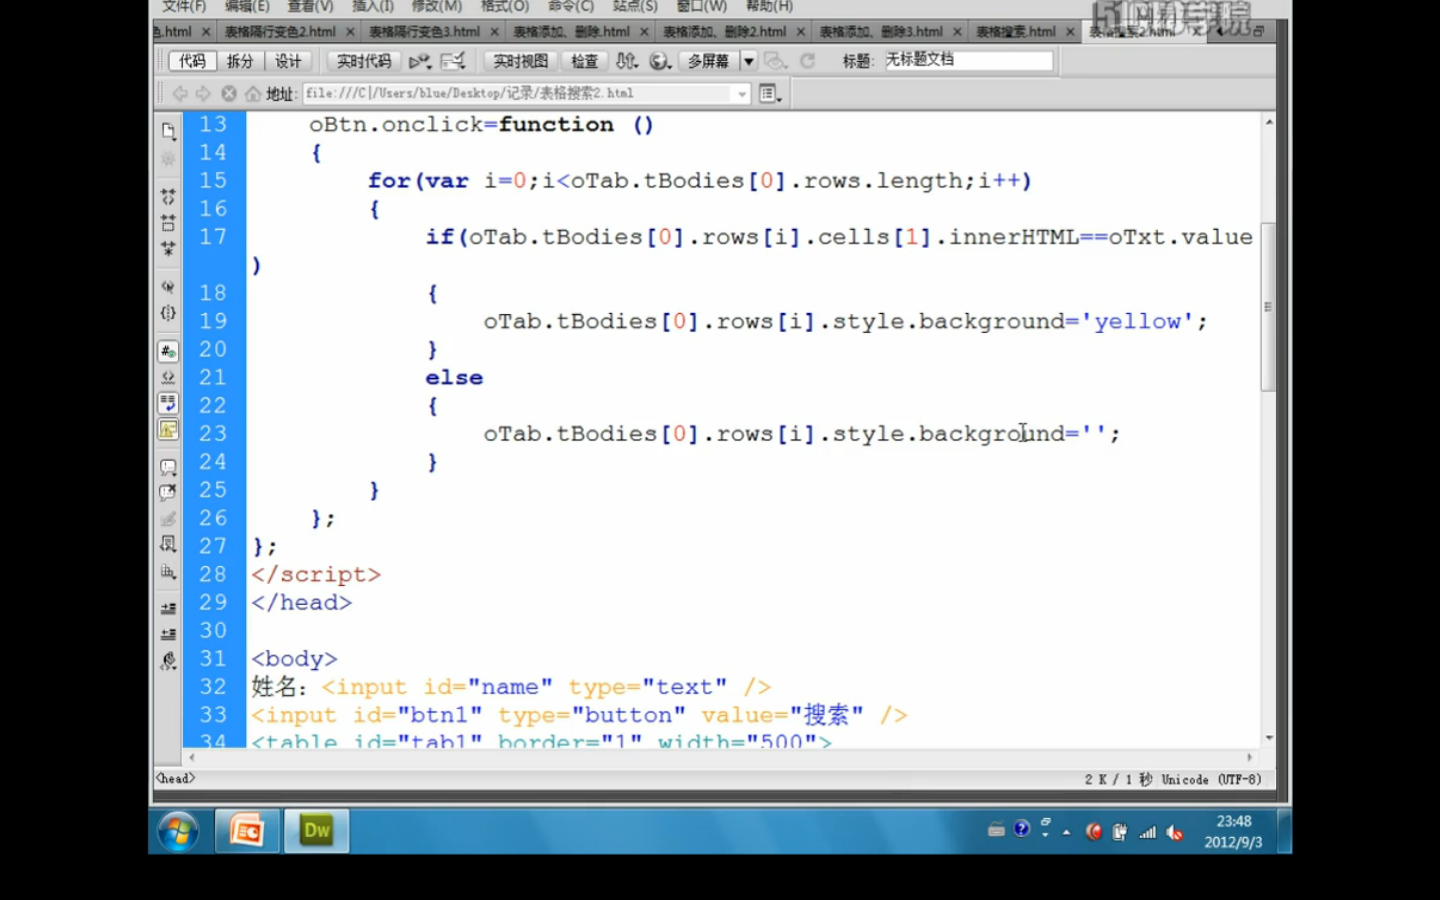 文件(F) 编辑(E) 查看(V) 插入(I) 修改(M) 格式(O) 命令(C) 站点(S) 窗口(W) 帮助(H)
色.html × 表格隔行变色2.html × 表格隔行变色3.html × 表格添加、删除.html × 表格添加、删除2.html × 表格添加、删除3.html × 表格搜索.html × 表格搜索2.html
代码 拆分 设计 实时代码 实时视图 检查 多屏幕 标题: 无标题文档
地址: file:///C|/Users/blue/Desktop/记录/表格搜索2.html
13 oBtn.onclick=function ()
14 {
15 for(var i=0;i<oTab.tBodies[0].rows.length;i++)
16 {
17 if(oTab.tBodies[0].rows[i].cells[1].innerHTML==oTxt.value
)
18 {
19 oTab.tBodies[0].rows[i].style.background='yellow';
20 }
21 else
22 {
23 oTab.tBodies[0].rows[i].style.background='';
24 }
25 }
26 };
27 };
28 </script>
29 </head>
30
31 <body>
32 姓名: <input id="name" type="text" />
33 <input id="btn1" type="button" value="搜索" />
34 <table id="tab1" border="1" width="500">
<head> 2 K / 1 秒 Unicode (UTF-8)
Dw 23:48
2012/9/3